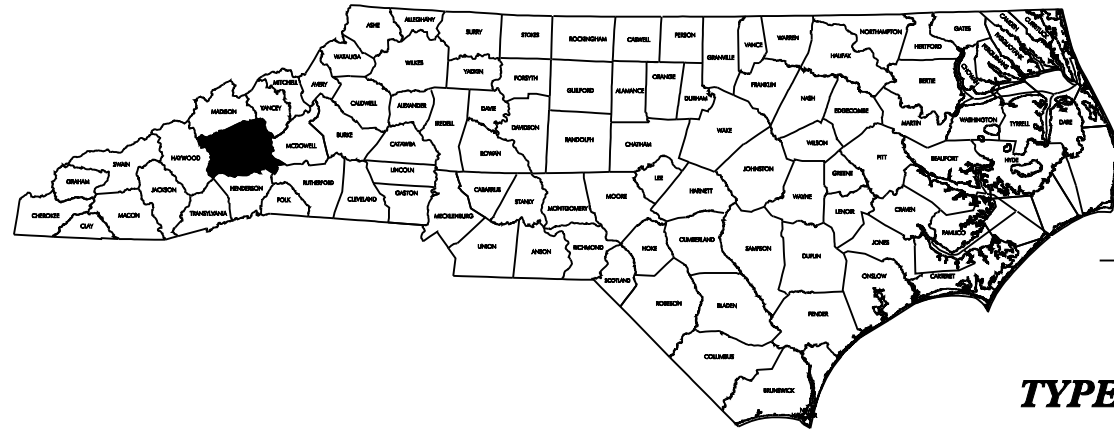 ASHE
ALLEGHANY
SURRY
STOKES
ROCKINGHAM
CASWELL
PERSON
GRANVILLE
VANCE
WARREN
NORTHAMPTON
HERTFORD
GATES
CAMDEN
CURRITUCK
WATAUGA
WILKES
YADKIN
FORSYTH
GUILFORD
ALAMANCE
ORANGE
DURHAM
FRANKLIN
HALIFAX
BERTIE
MITCHELL
AVERY
CALDWELL
ALEXANDER
IREDELL
DAVIE
DAVIDSON
RANDOLPH
CHATHAM
WAKE
NASH
EDGECOMBE
MARTIN
WASHINGTON
TYRRELL
DARE
MADISON
YANCEY
MCDOWELL
BURKE
CATAWBA
ROWAN
WILSON
PITT
BEAUFORT
HYDE
SWAIN
HAYWOOD
LINCOLN
LEE
JOHNSTON
GREENE
GRAHAM
JACKSON
HENDERSON
RUTHERFORD
CLEVELAND
GASTON
CABARRUS
STANLY
MONTGOMERY
MOORE
HARNETT
WAYNE
LENOIR
CRAVEN
PAMLICO
CHEROKEE
CLAY
MACON
TRANSYLVANIA
POLK
MECKLENBURG
UNION
ANSON
RICHMOND
HOKE
CUMBERLAND
SAMPSON
DUPLIN
JONES
ONSLOW
CARTERET
SCOTLAND
ROBESON
BLADEN
PENDER
COLUMBUS
BRUNSWICK
TYPE